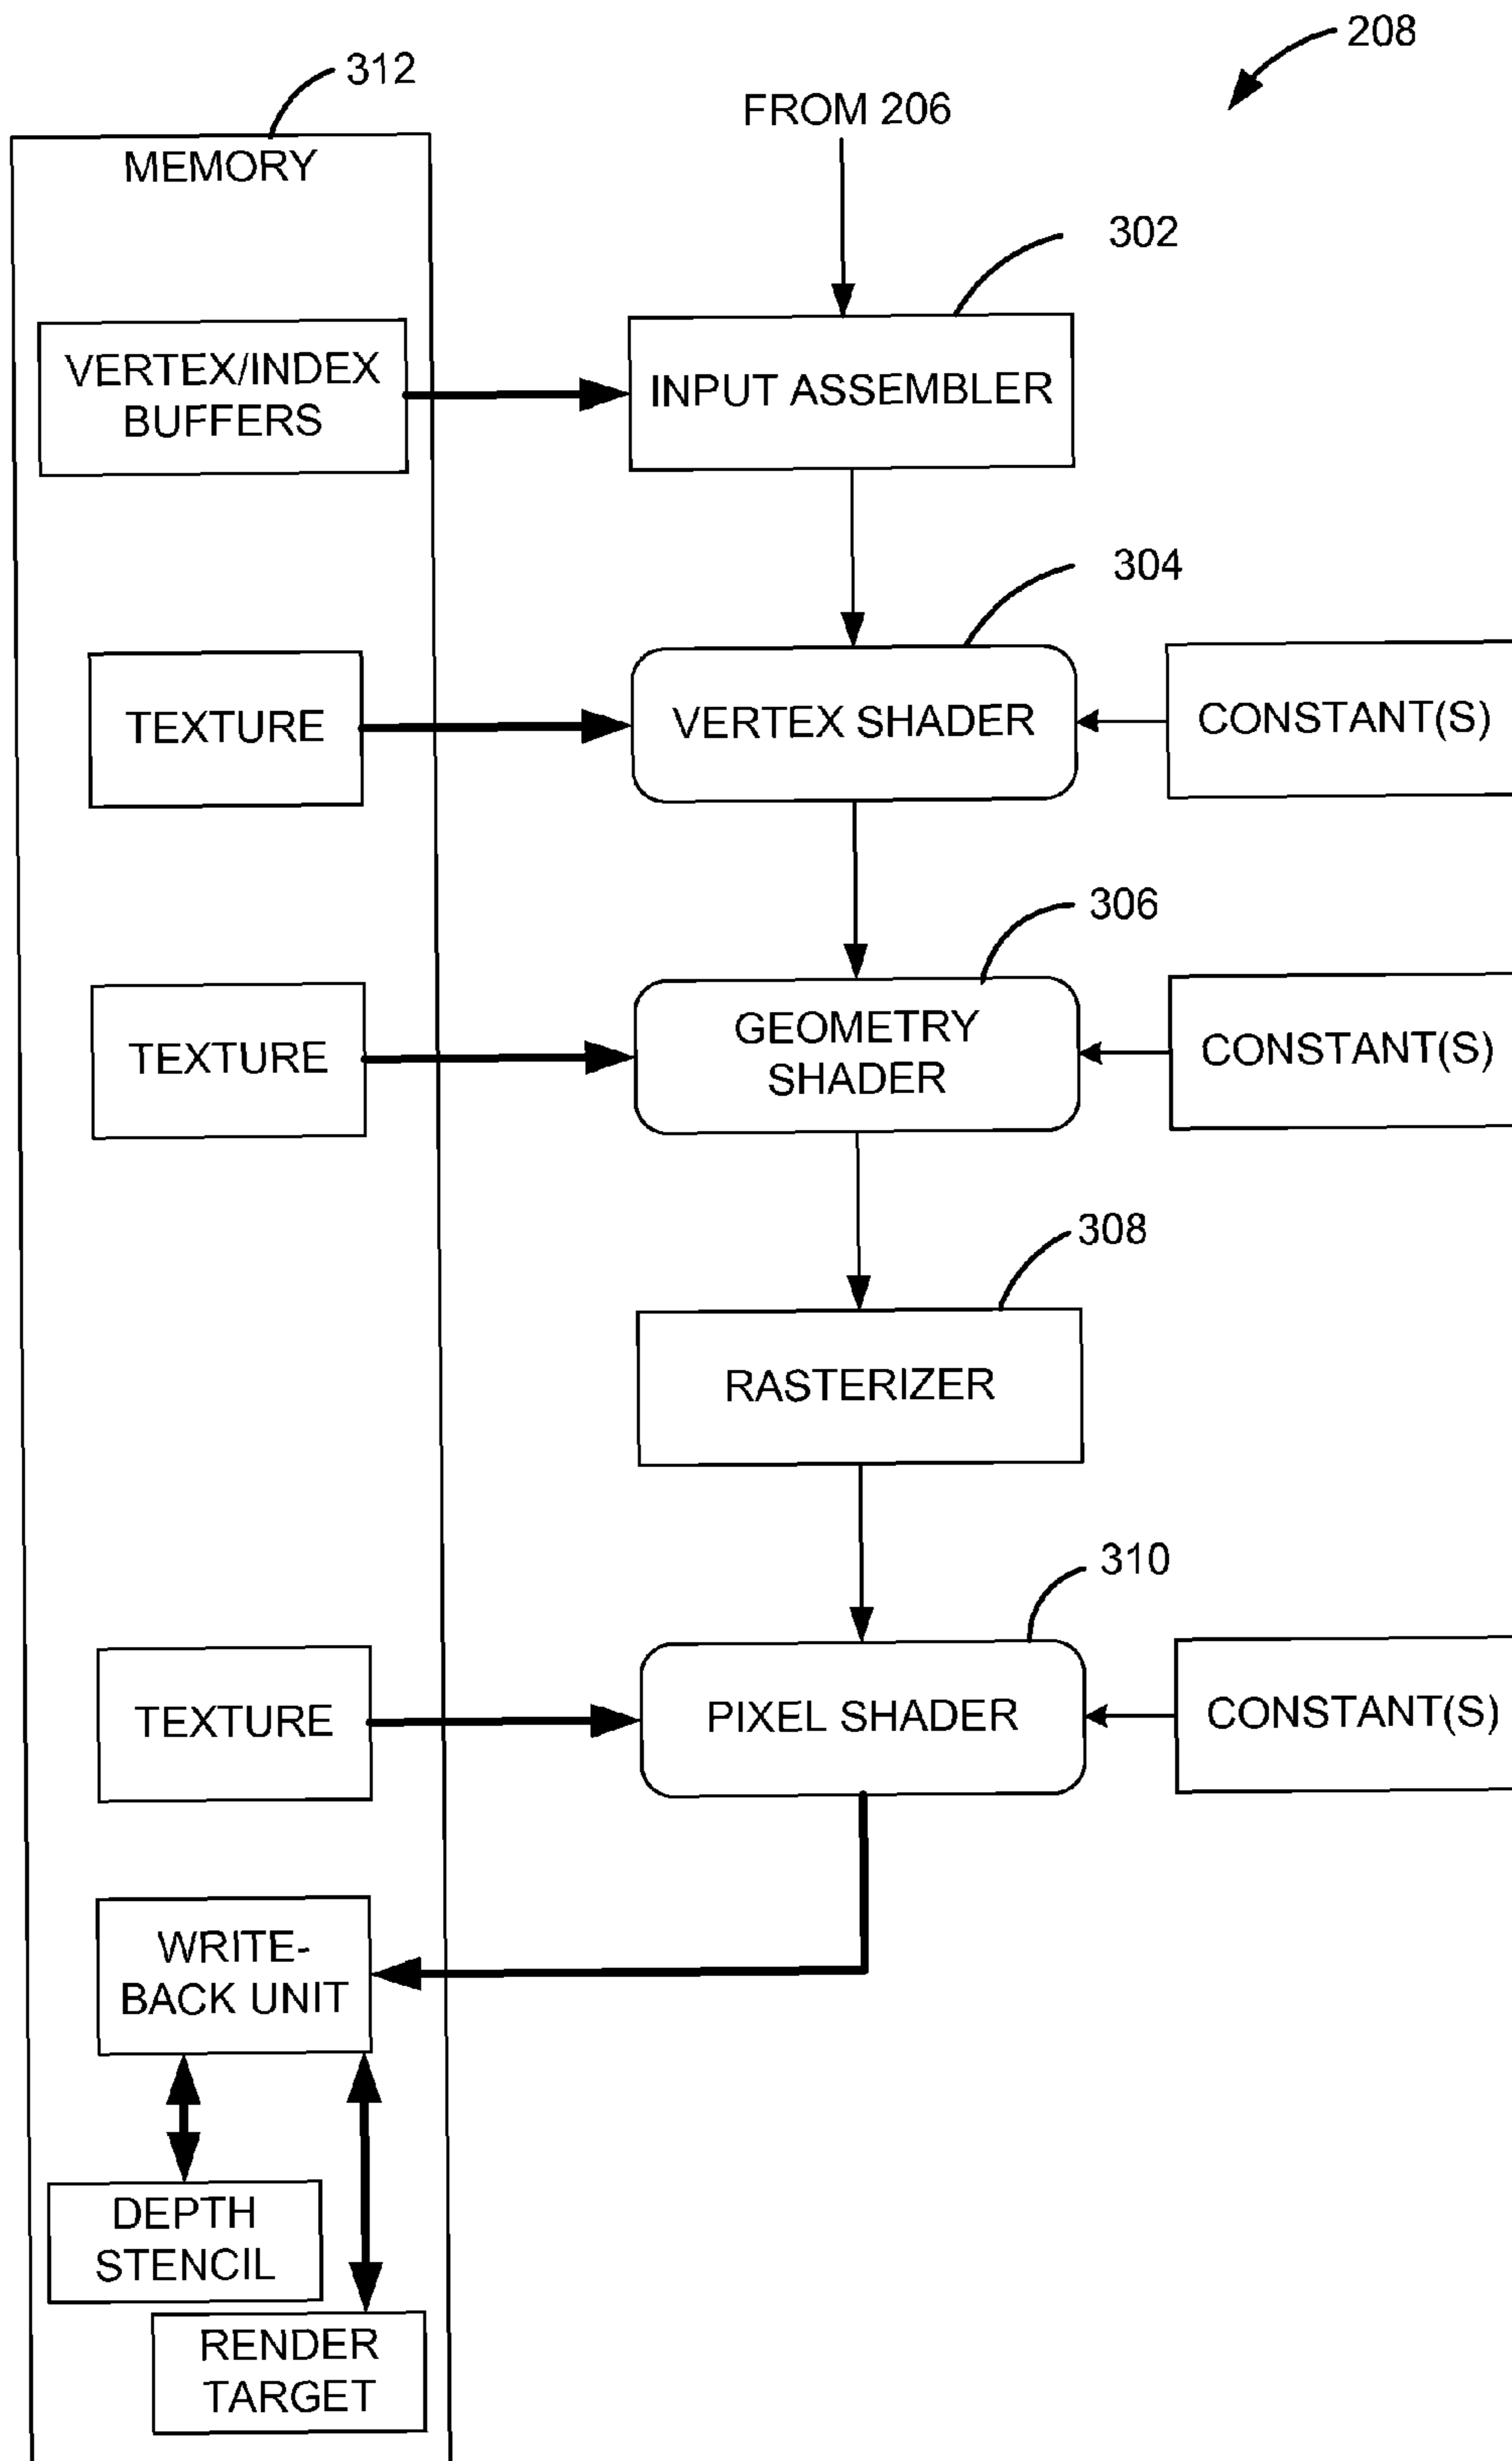 208
312
FROM 206
MEMORY
302
VERTEX/INDEX
BUFFERS
INPUT ASSEMBLER
304
TEXTURE
VERTEX SHADER
CONSTANT(S)
306
TEXTURE
GEOMETRY
SHADER
CONSTANT(S)
308
RASTERIZER
310
TEXTURE
PIXEL SHADER
CONSTANT(S)
WRITE-
BACK UNIT
DEPTH
STENCIL
RENDER
TARGET